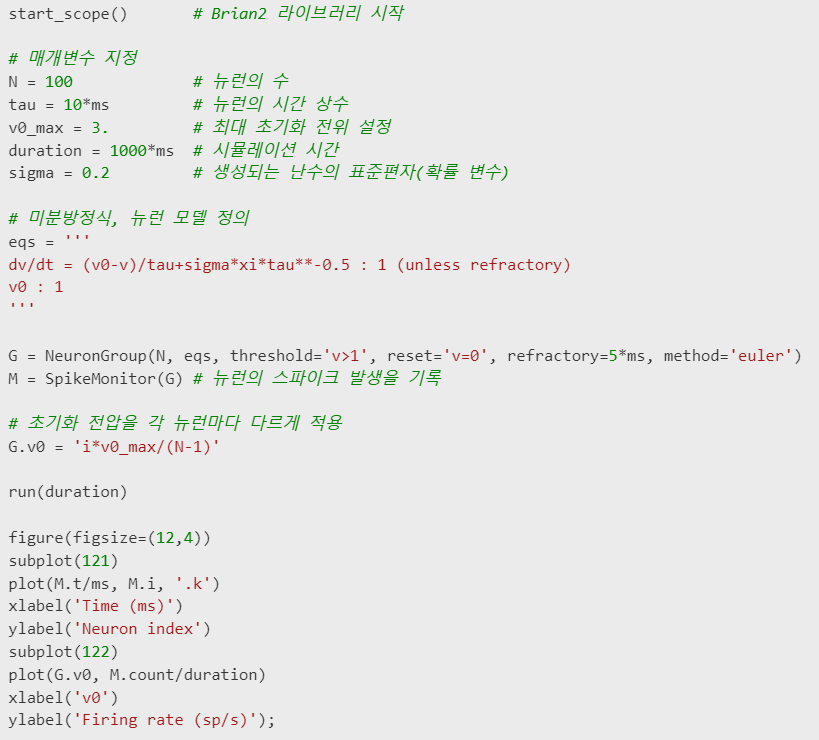 start_scope()       # Brian2 라이브러리 시작

# 매개변수 지정
N = 100             # 뉴런의 수
tau = 10*ms         # 뉴런의 시간 상수
v0_max = 3.         # 최대 초기화 전위 설정
duration = 1000*ms  # 시뮬레이션 시간
sigma = 0.2         # 생성되는 난수의 표준편자(확률 변수)

# 미분방정식, 뉴런 모델 정의
eqs = '''
dv/dt = (v0-v)/tau+sigma*xi*tau**-0.5 : 1 (unless refractory)
v0 : 1
'''

G = NeuronGroup(N, eqs, threshold='v>1', reset='v=0', refractory=5*ms, method='euler')
M = SpikeMonitor(G) # 뉴런의 스파이크 발생을 기록

# 초기화 전압을 각 뉴런마다 다르게 적용
G.v0 = 'i*v0_max/(N-1)'

run(duration)

figure(figsize=(12,4))
subplot(121)
plot(M.t/ms, M.i, '.k')
xlabel('Time (ms)')
ylabel('Neuron index')
subplot(122)
plot(G.v0, M.count/duration)
xlabel('v0')
ylabel('Firing rate (sp/s)');